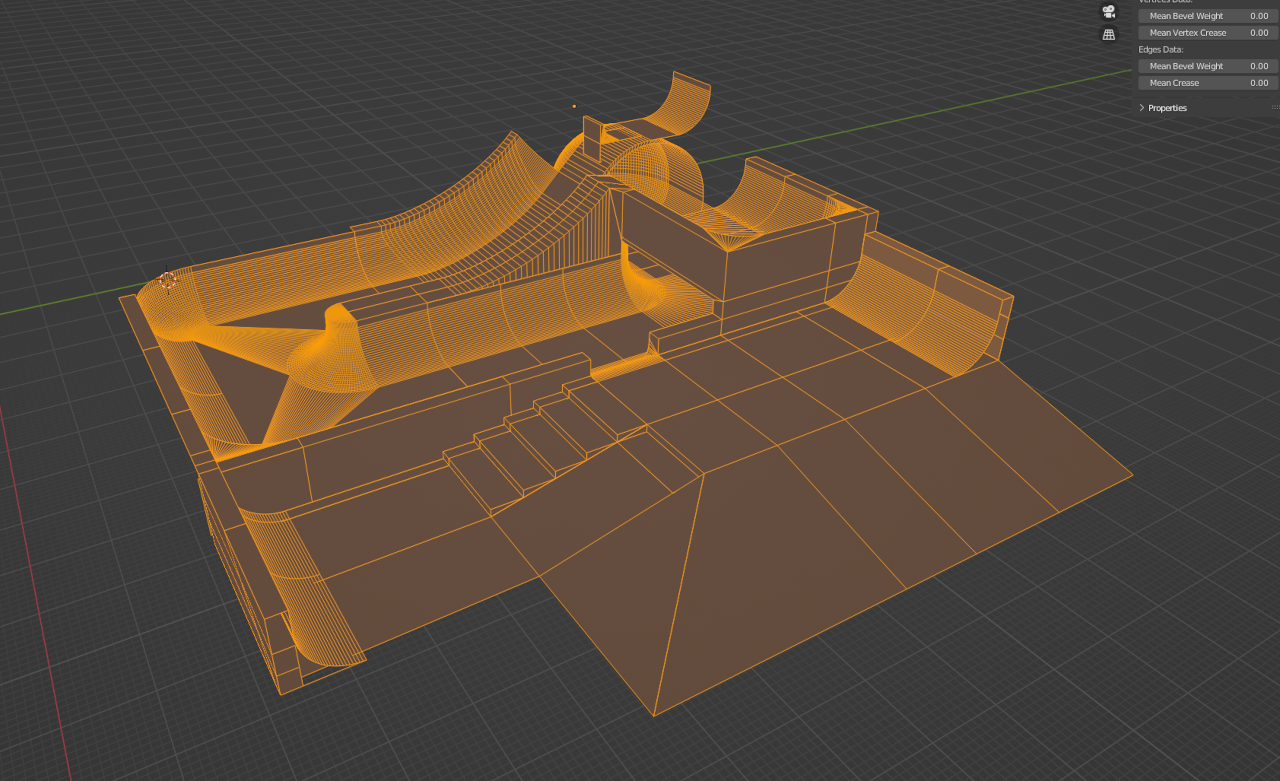 Vertices Data:
Mean Bevel Weight 0.00
Mean Vertex Crease 0.00
Edges Data:
Mean Bevel Weight 0.00
Mean Crease 0.00
Properties